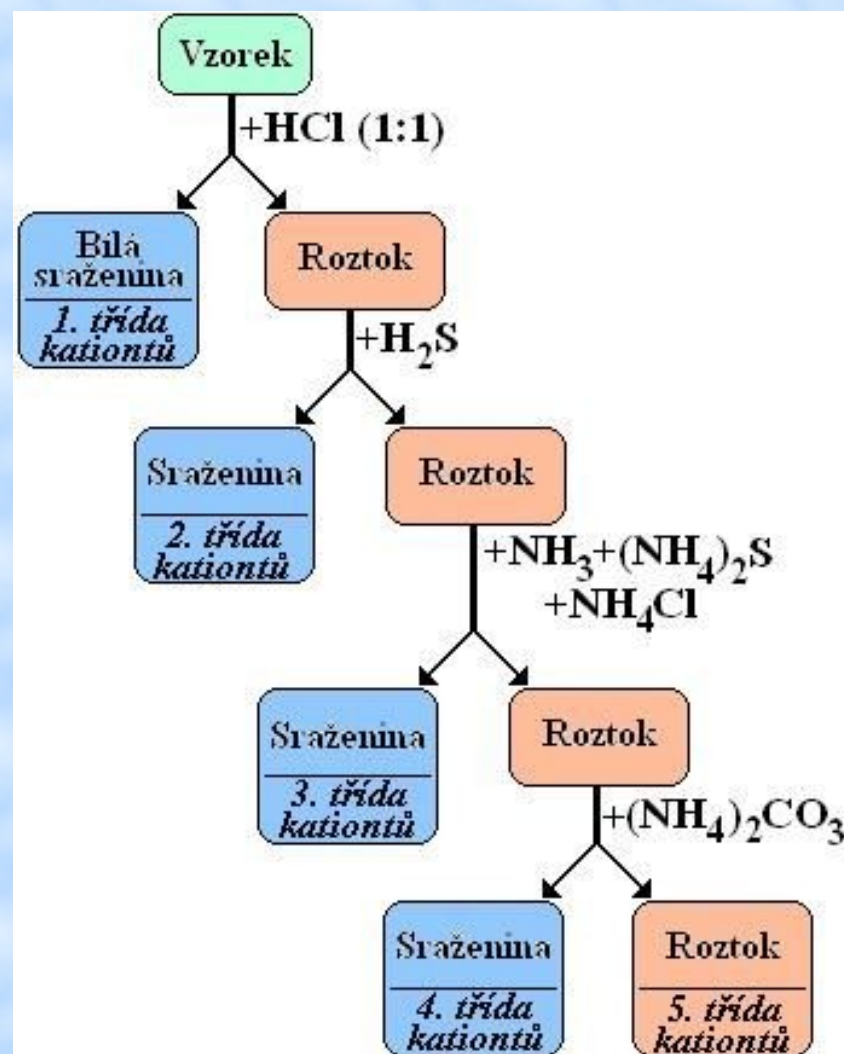 Vzorek
+HCl (1:1)
Bílá
sraženina
1. třída
kationtů
Roztok
+H₂S
Sraženina
2. třída
kationtů
Roztok
+NH₃+(NH₄)₂S
+NH₄Cl
Sraženina
3. třída
kationtů
Roztok
+(NH₄)₂CO₃
Sraženina
4. třída
kationtů
Roztok
5. třída
kationtů